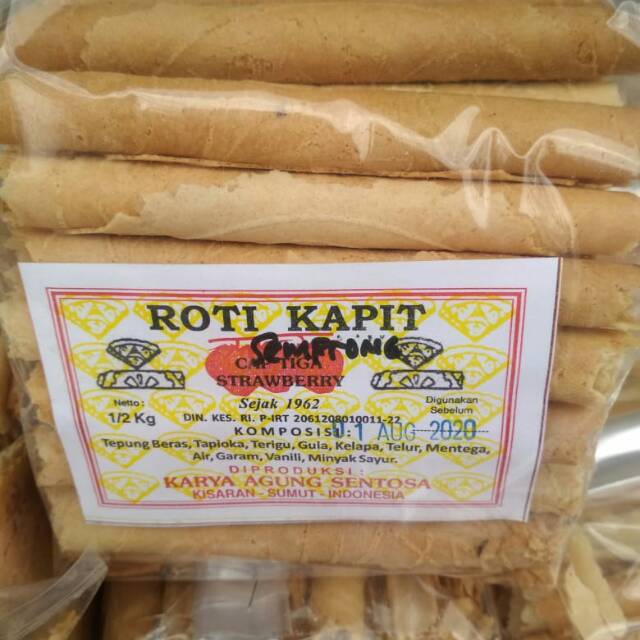 ROTI KAPIT
SEMPRONG
CAP TIGA
STRAWBERRY
Sejak 1962
Netto :
1/2 Kg
Digunakan
Sebelum
DIN. KES. RI. P-IRT 2061208010011-22
KOMPOSISI :
01 AUG 2020
Tepung Beras, Tapioka, Terigu, Gula, Kelapa, Telur, Mentega,
Air, Garam, Vanili, Minyak Sayur.
DIPRODUKSI :
KARYA AGUNG SENTOSA
KISARAN - SUMUT - INDONESIA